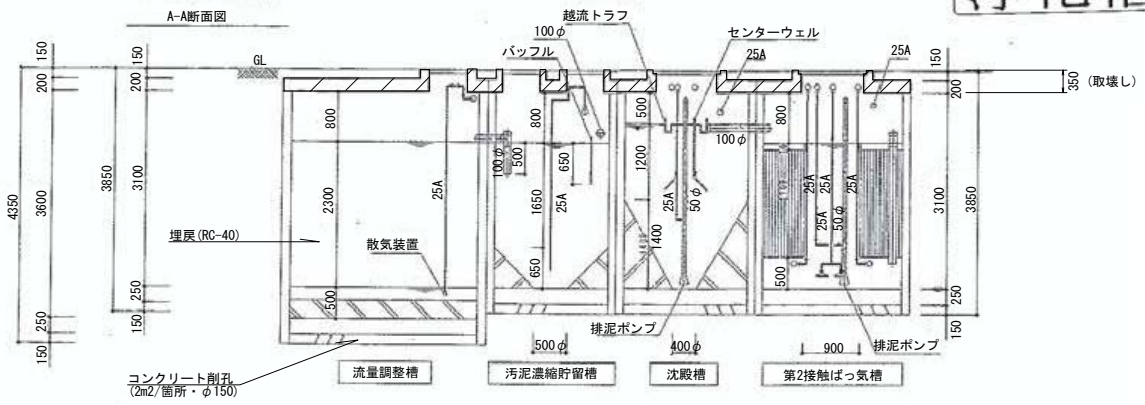 A-A断面図
越流トラフ
100φ
センターウェル
バッフル
25A
25A
GL
150
200
150
200
150
200
350 (取壊し)
800
800
500
800
100φ
500
650
1200
100φ
4350
3600
3850
3100
2300
25A
1650
25A
25A
50φ
25A
25A
25A
25A
50φ
3100
3850
埋戻(RC-40)
散気装置
1400
650
500
500
250
150
250
150
250
150
排泥ポンプ
排泥ポンプ
500φ
400φ
900
コンクリート削孔
(2m2/箇所・φ150)
流量調整槽
汚泥濃縮貯留槽
沈殿槽
第2接触ばっ気槽